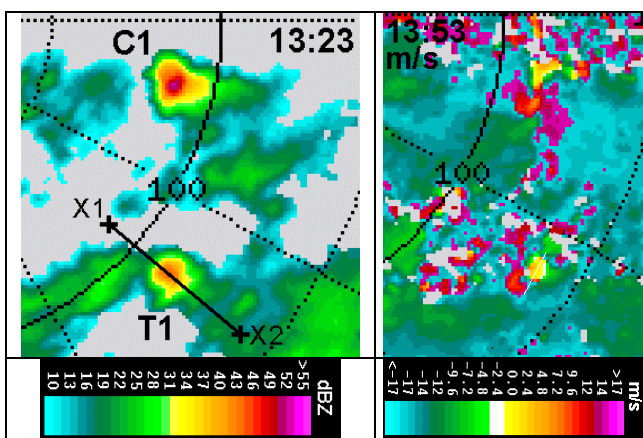 C1 13:23
100
X1
T1
X2
13:53
m/s
100
10 13 16 19 22 25 28 31 34 37 40 43 46 49 52 >55
dBZ
<-17 -14 -12 -9.6 -7.2 -4.8 -2.4 0.0 2.4 4.8 7.2 9.6 12 14 >17
m/s